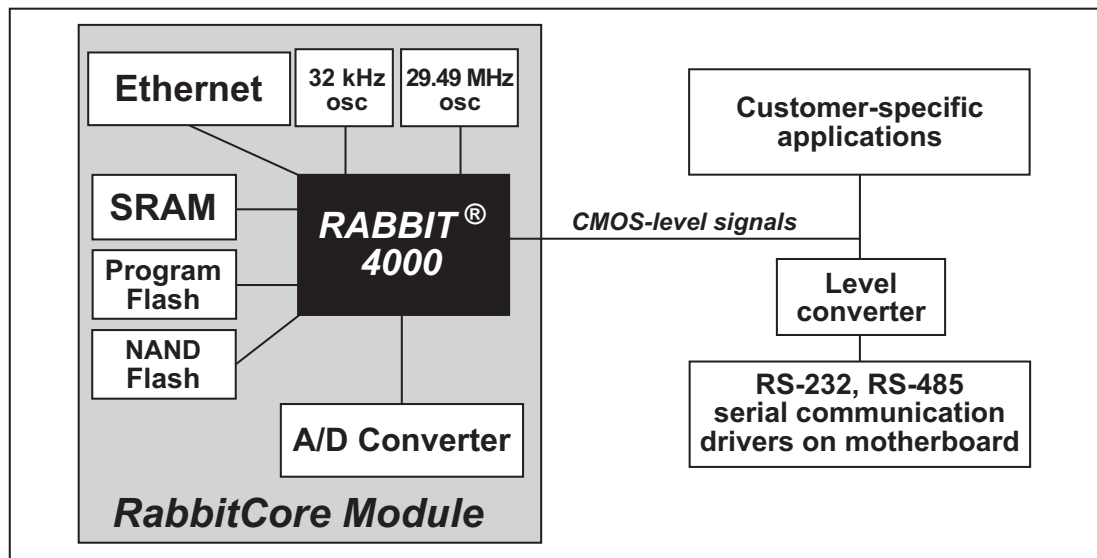 Ethernet
32 kHz
osc
29.49 MHz
osc
SRAM
Program
Flash
NAND
Flash
RABBIT ®
4000
A/D Converter
RabbitCore Module
CMOS-level signals
Customer-specific
applications
Level
converter
RS-232, RS-485
serial communication
drivers on motherboard